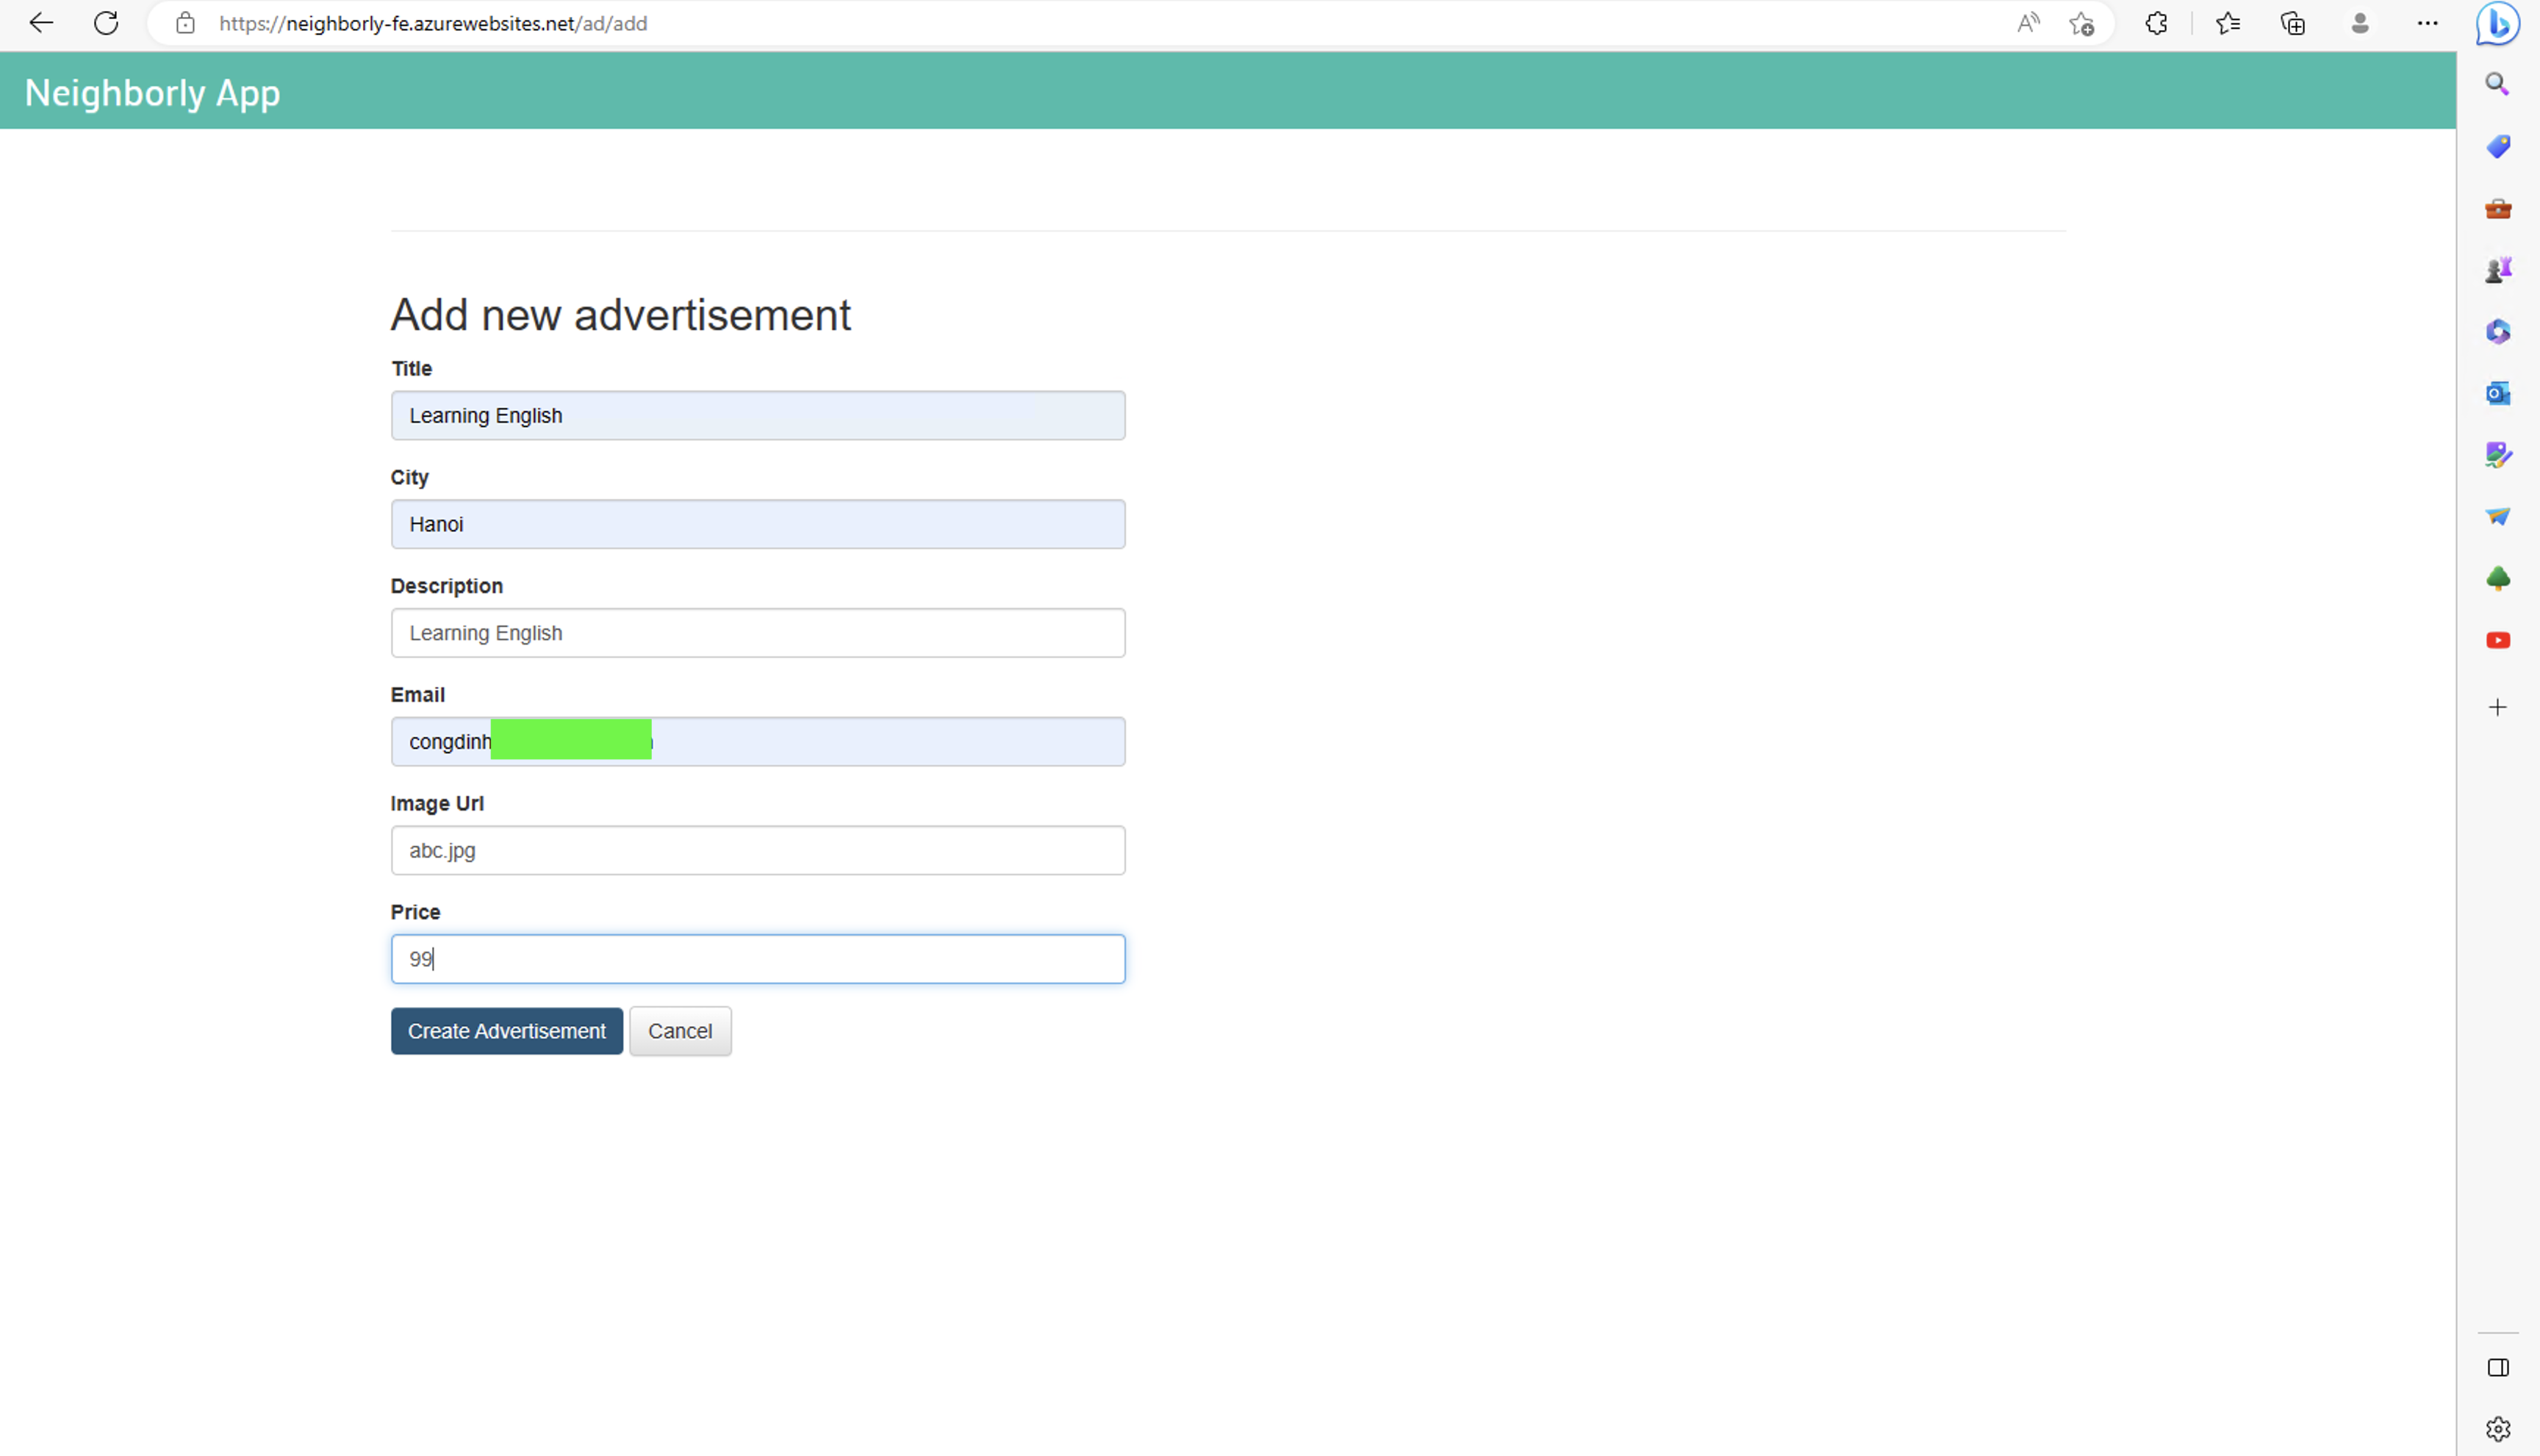 https://neighborly-fe.azurewebsites.net/ad/add
Neighborly App
Add new advertisement
Title
Learning English
City
Hanoi
Description
Learning English
Email
congdinh
Image Url
abc.jpg
Price
99
Create Advertisement Cancel